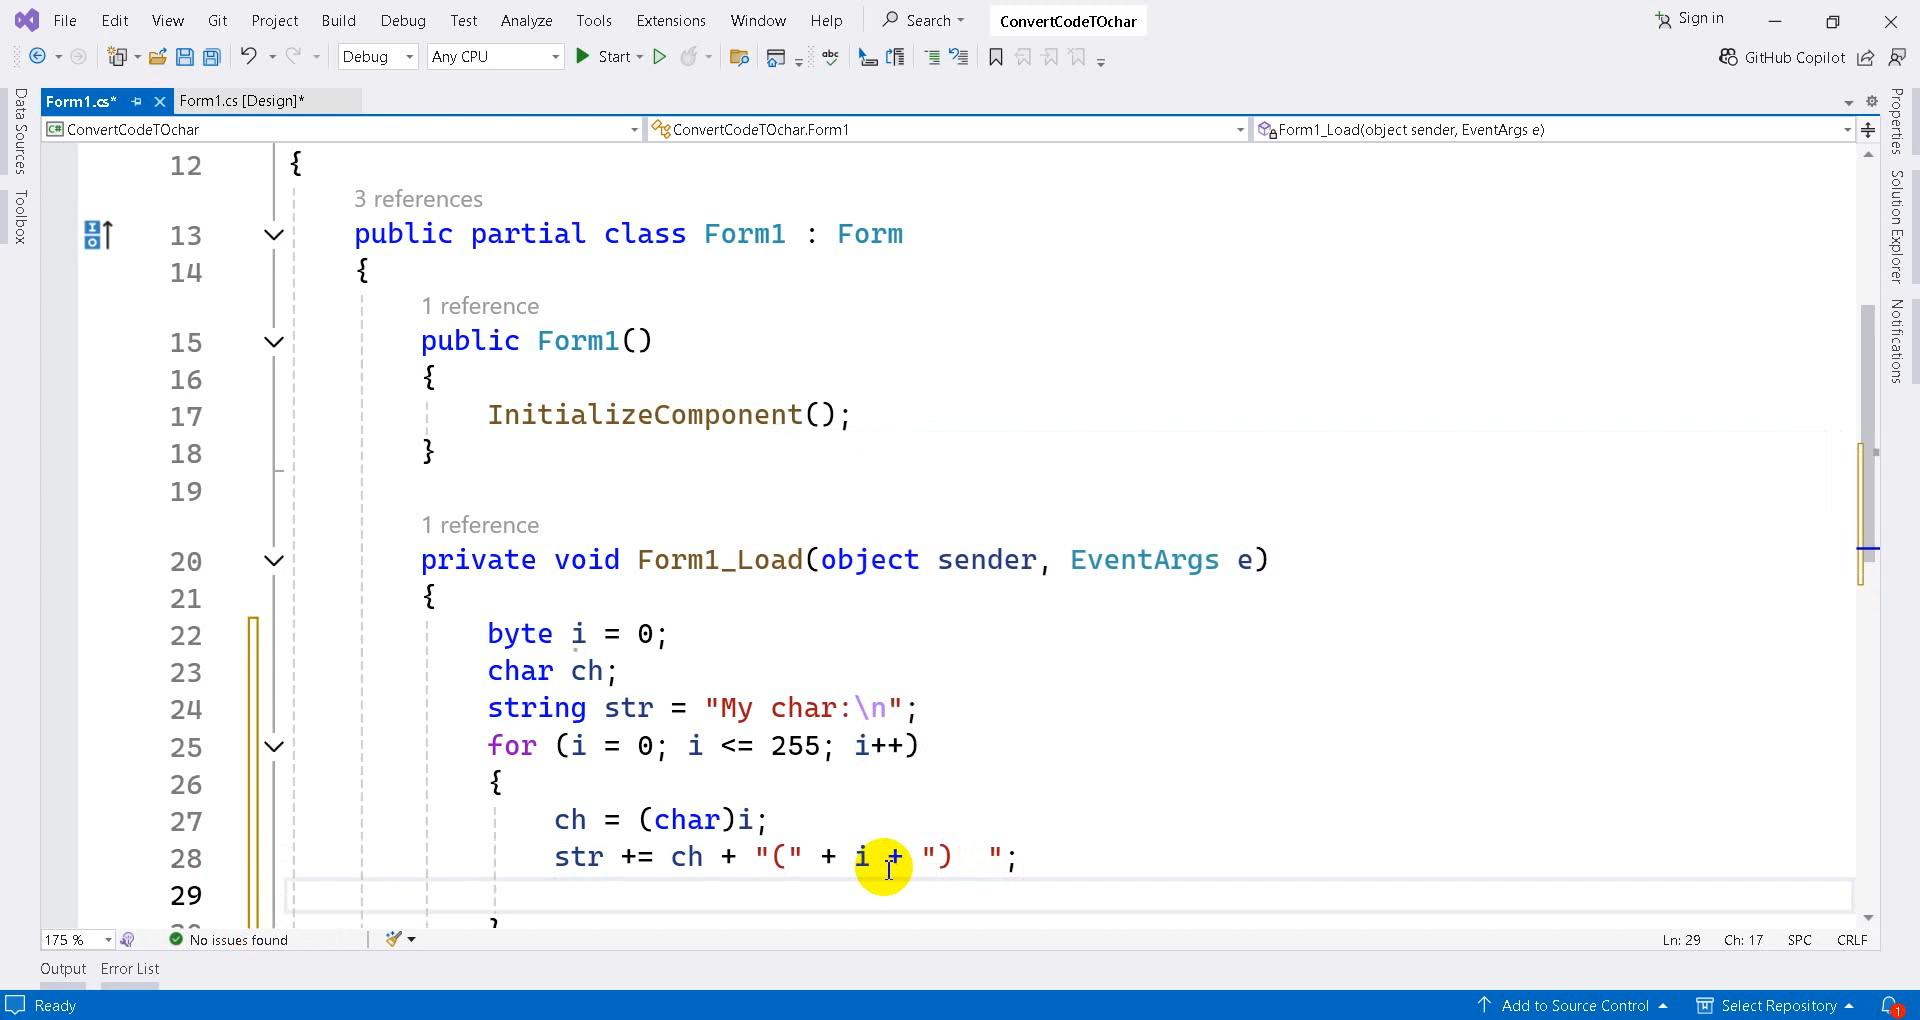 File Edit View Git Project Build Debug Test Analyze Tools Extensions Window Help Search ConvertCodeTOchar Sign in
Debug Any CPU Start abc GitHub Copilot
Form1.cs* Form1.cs [Design]*
C# ConvertCodeTOchar ConvertCodeTOchar.Form1 Form1_Load(object sender, EventArgs e)
Data Sources
Toolbox
Properties
Solution Explorer
Notifications
12 {
3 references
13 public partial class Form1 : Form
14 {
1 reference
15 public Form1()
16 {
17 InitializeComponent();
18 }
19
1 reference
20 private void Form1_Load(object sender, EventArgs e)
21 {
22 byte i = 0;
23 char ch;
24 string str = "My char:\n";
25 for (i = 0; i <= 255; i++)
26 {
27 ch = (char)i;
28 str += ch + "(" + i + ")  ";
29
175 % No issues found Ln: 29 Ch: 17 SPC CRLF
Output Error List
Ready Add to Source Control Select Repository 1